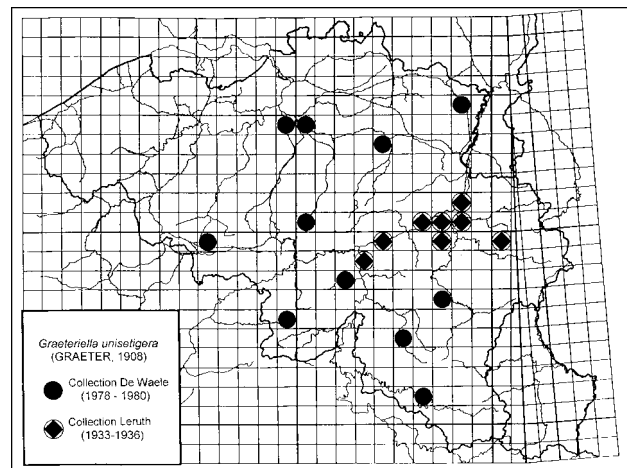 Graeteriella unisetigera
(GRAETER, 1908)
Collection De Waele
(1978 - 1980)
Collection Leruth
(1933-1936)